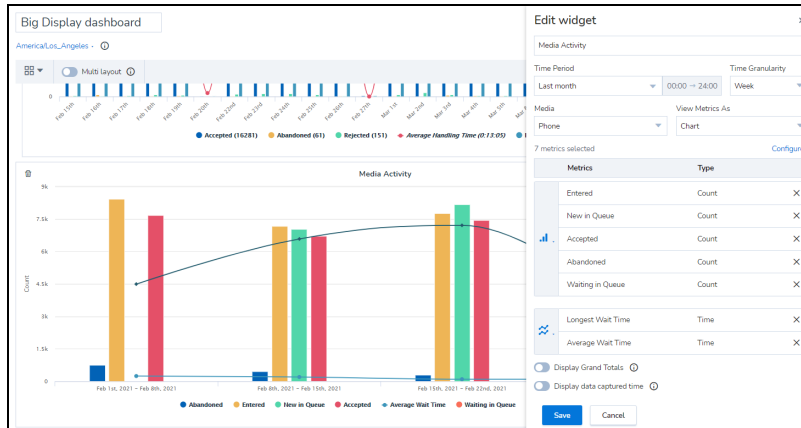 Big Display dashboard
America/Los_Angeles
Multi layout
0
Feb 15th Feb 16th Feb 17th Feb 18th Feb 19th Feb 20th Feb 22nd Feb 23rd Feb 24th Feb 25th Feb 26th Feb 27th Mar 1st Mar 2nd Mar 3rd Mar 4th Mar 5th
Accepted (16281) Abandoned (61) Rejected (151) Average Handling Time (0:13:05)
Media Activity
9k
7.5k
6k
4.5k
3k
1.5k
0
Count
Feb 1st, 2021 – Feb 8th, 2021 Feb 8th, 2021 – Feb 15th, 2021 Feb 15th, 2021 – Feb 22nd, 2021
Abandoned Entered New in Queue Accepted Average Wait Time Waiting in Queue
Edit widget
Media Activity
Time Period Time Granularity
Last month 00:00 → 24:00 Week
Media View Metrics As
Phone Chart
7 metrics selected Configure
Metrics Type
Entered Count
New in Queue Count
Accepted Count
Abandoned Count
Waiting in Queue Count
Longest Wait Time Time
Average Wait Time Time
Display Grand Totals
Display data captured time
Save Cancel